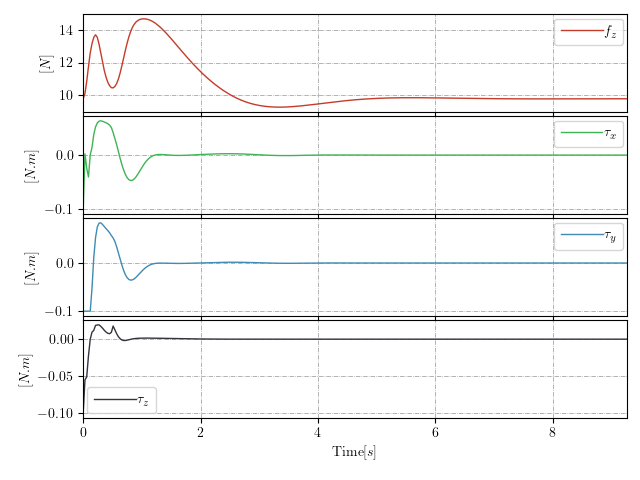 14
12
10
[N]
f_z
0.0
−0.1
[N.m]
τ_x
0.0
−0.1
[N.m]
τ_y
0.00
−0.05
−0.10
[N.m]
τ_z
0 2 4 6 8
Time[s]